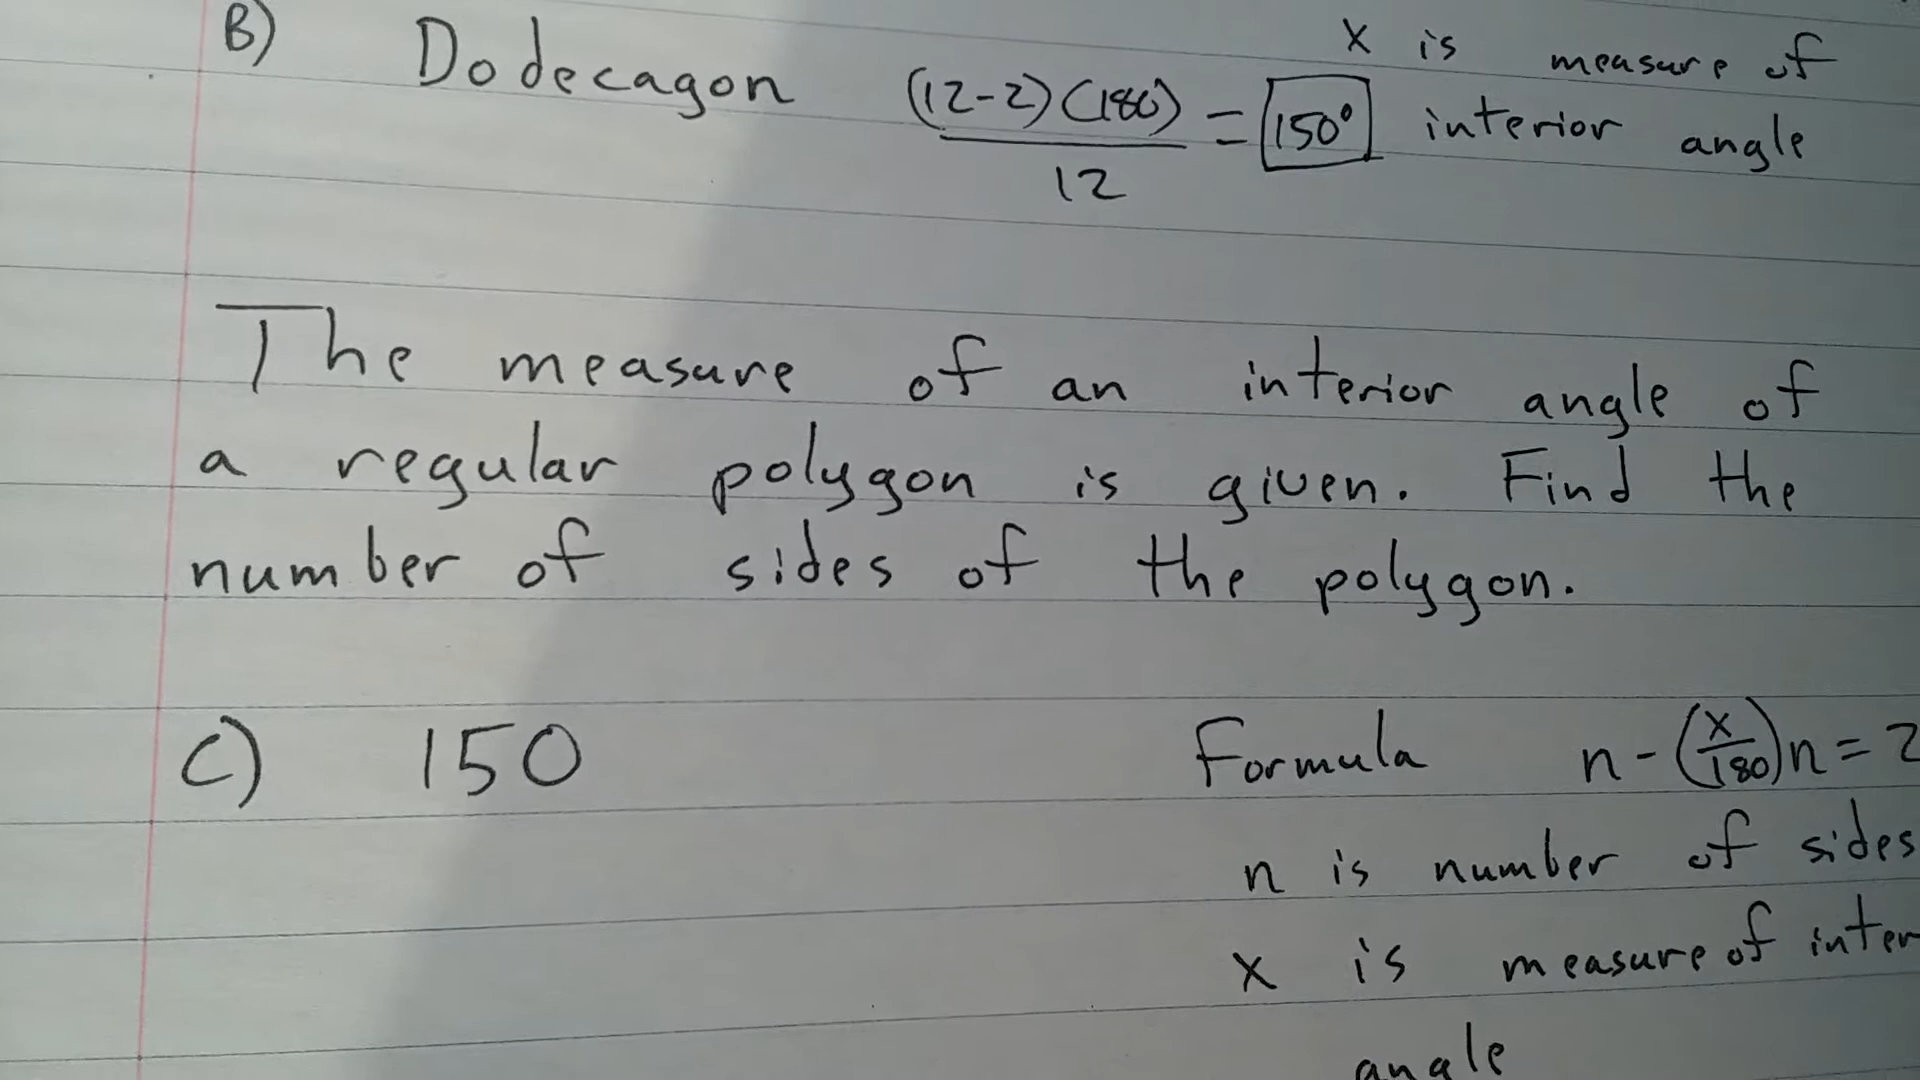 B) Dodecagon (12-2)(180) / 12 = 150° x is measure of
interior angle
The measure of an interior angle of
a regular polygon is given. Find the
number of sides of the polygon.
C) 150 Formula n-(x/180)n=2
n is number of sides
x is measure of inter
angle